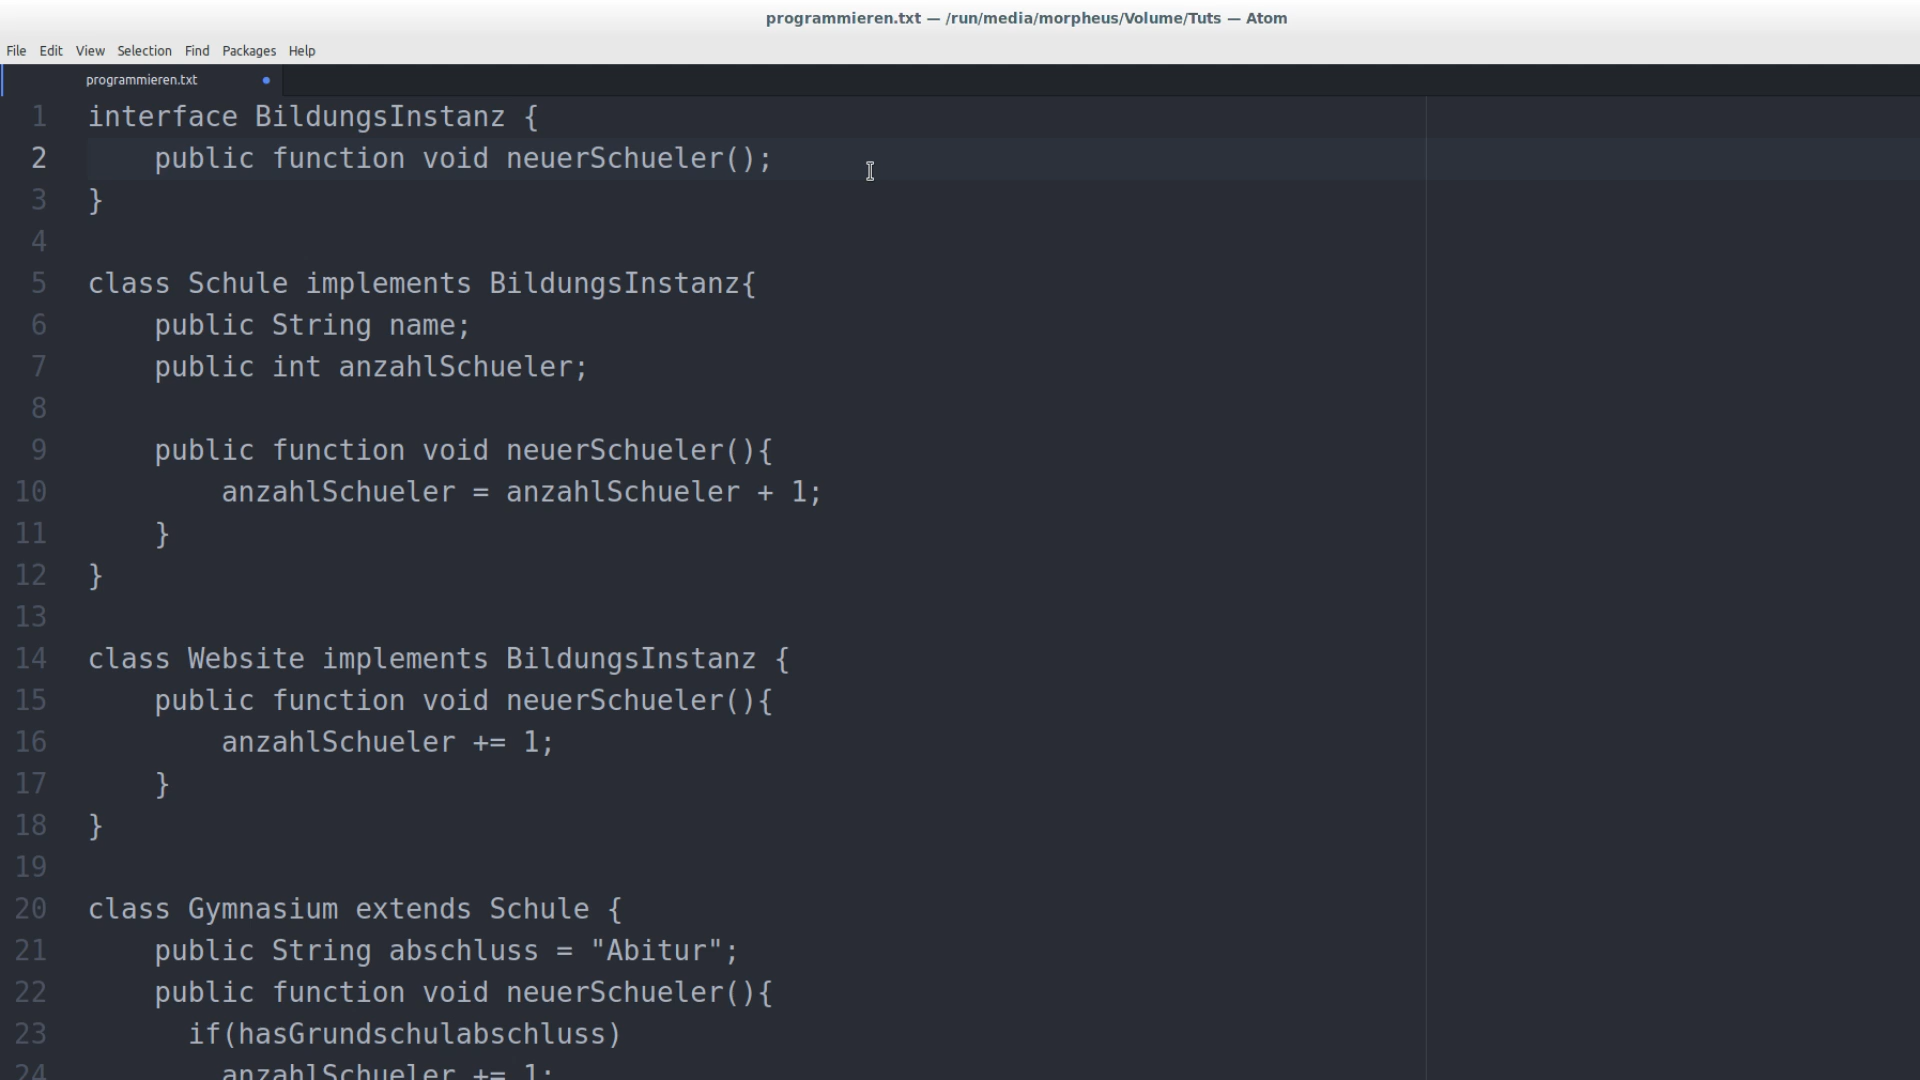 programmieren.txt — /run/media/morpheus/Volume/Tuts — Atom
File Edit View Selection Find Packages Help
programmieren.txt
1 interface BildungsInstanz {
2     public function void neuerSchueler();
3 }
4
5 class Schule implements BildungsInstanz{
6     public String name;
7     public int anzahlSchueler;
8
9     public function void neuerSchueler(){
10         anzahlSchueler = anzahlSchueler + 1;
11     }
12 }
13
14 class Website implements BildungsInstanz {
15     public function void neuerSchueler(){
16         anzahlSchueler += 1;
17     }
18 }
19
20 class Gymnasium extends Schule {
21     public String abschluss = "Abitur";
22     public function void neuerSchueler(){
23       if(hasGrundschulabschluss)
24         anzahlSchueler += 1;